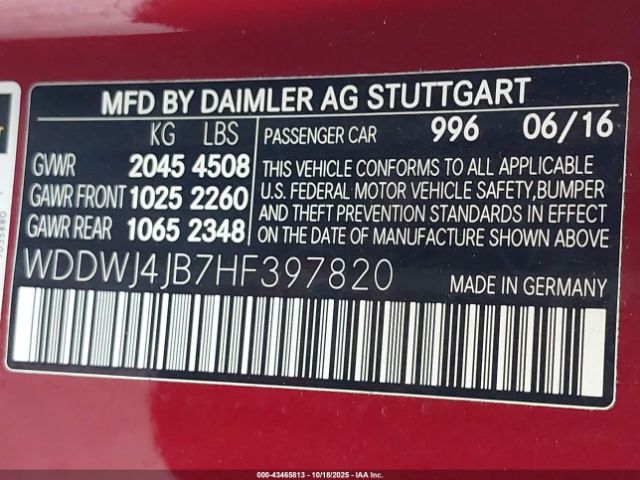 MFD BY DAIMLER AG STUTTGART
KG LBS
GVWR 2045 4508
GAWR FRONT 1025 2260
GAWR REAR 1065 2348
PASSENGER CAR 996 06/16
THIS VEHICLE CONFORMS TO ALL APPLICABLE
U.S. FEDERAL MOTOR VEHICLE SAFETY,BUMPER
AND THEFT PREVENTION STANDARDS IN EFFECT
ON THE DATE OF MANUFACTURE SHOWN ABOVE.
WDDWJ4JB7HF397820
MADE IN GERMANY
000-43465813 | 10/18/2025 - IAAI.COM